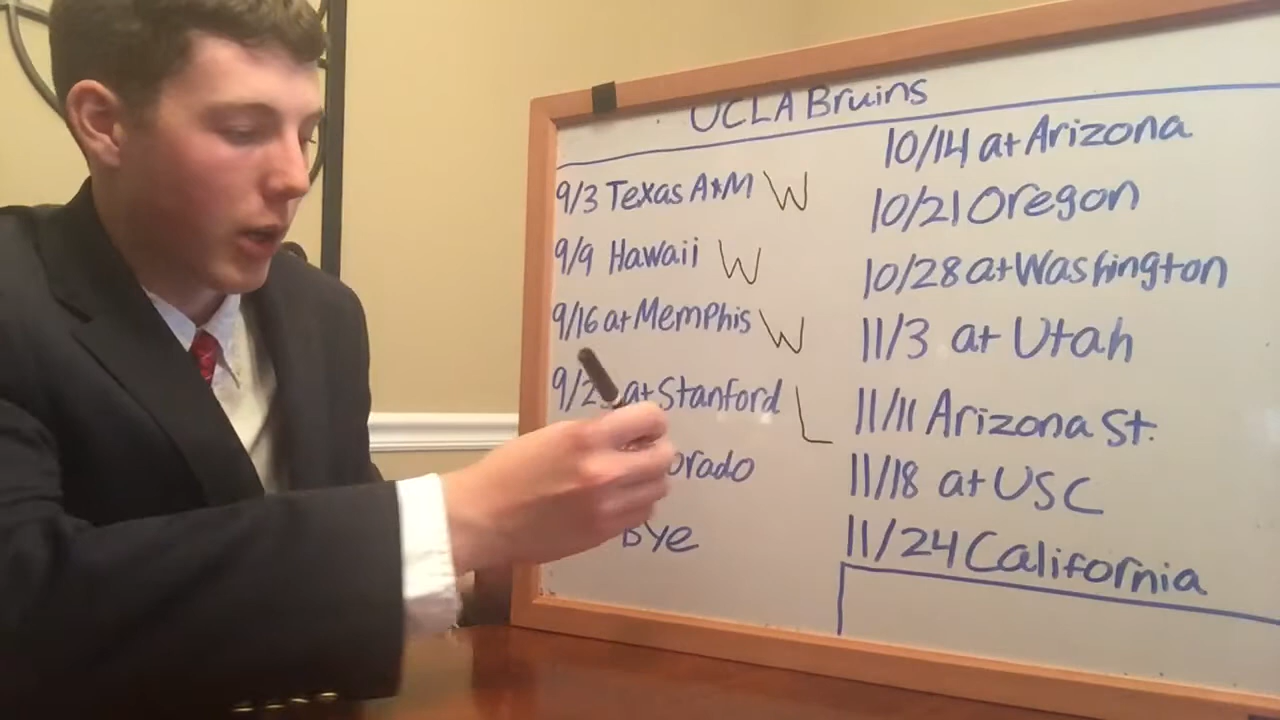 UCLA Bruins
9/3 Texas A&M W
9/9 Hawaii W
9/16 at Memphis W
9/2 at Stanford L
orado
Bye
10/14 at Arizona
10/21 Oregon
10/28 at Washington
11/3 at Utah
11/11 Arizona St.
11/18 at USC
11/24 California